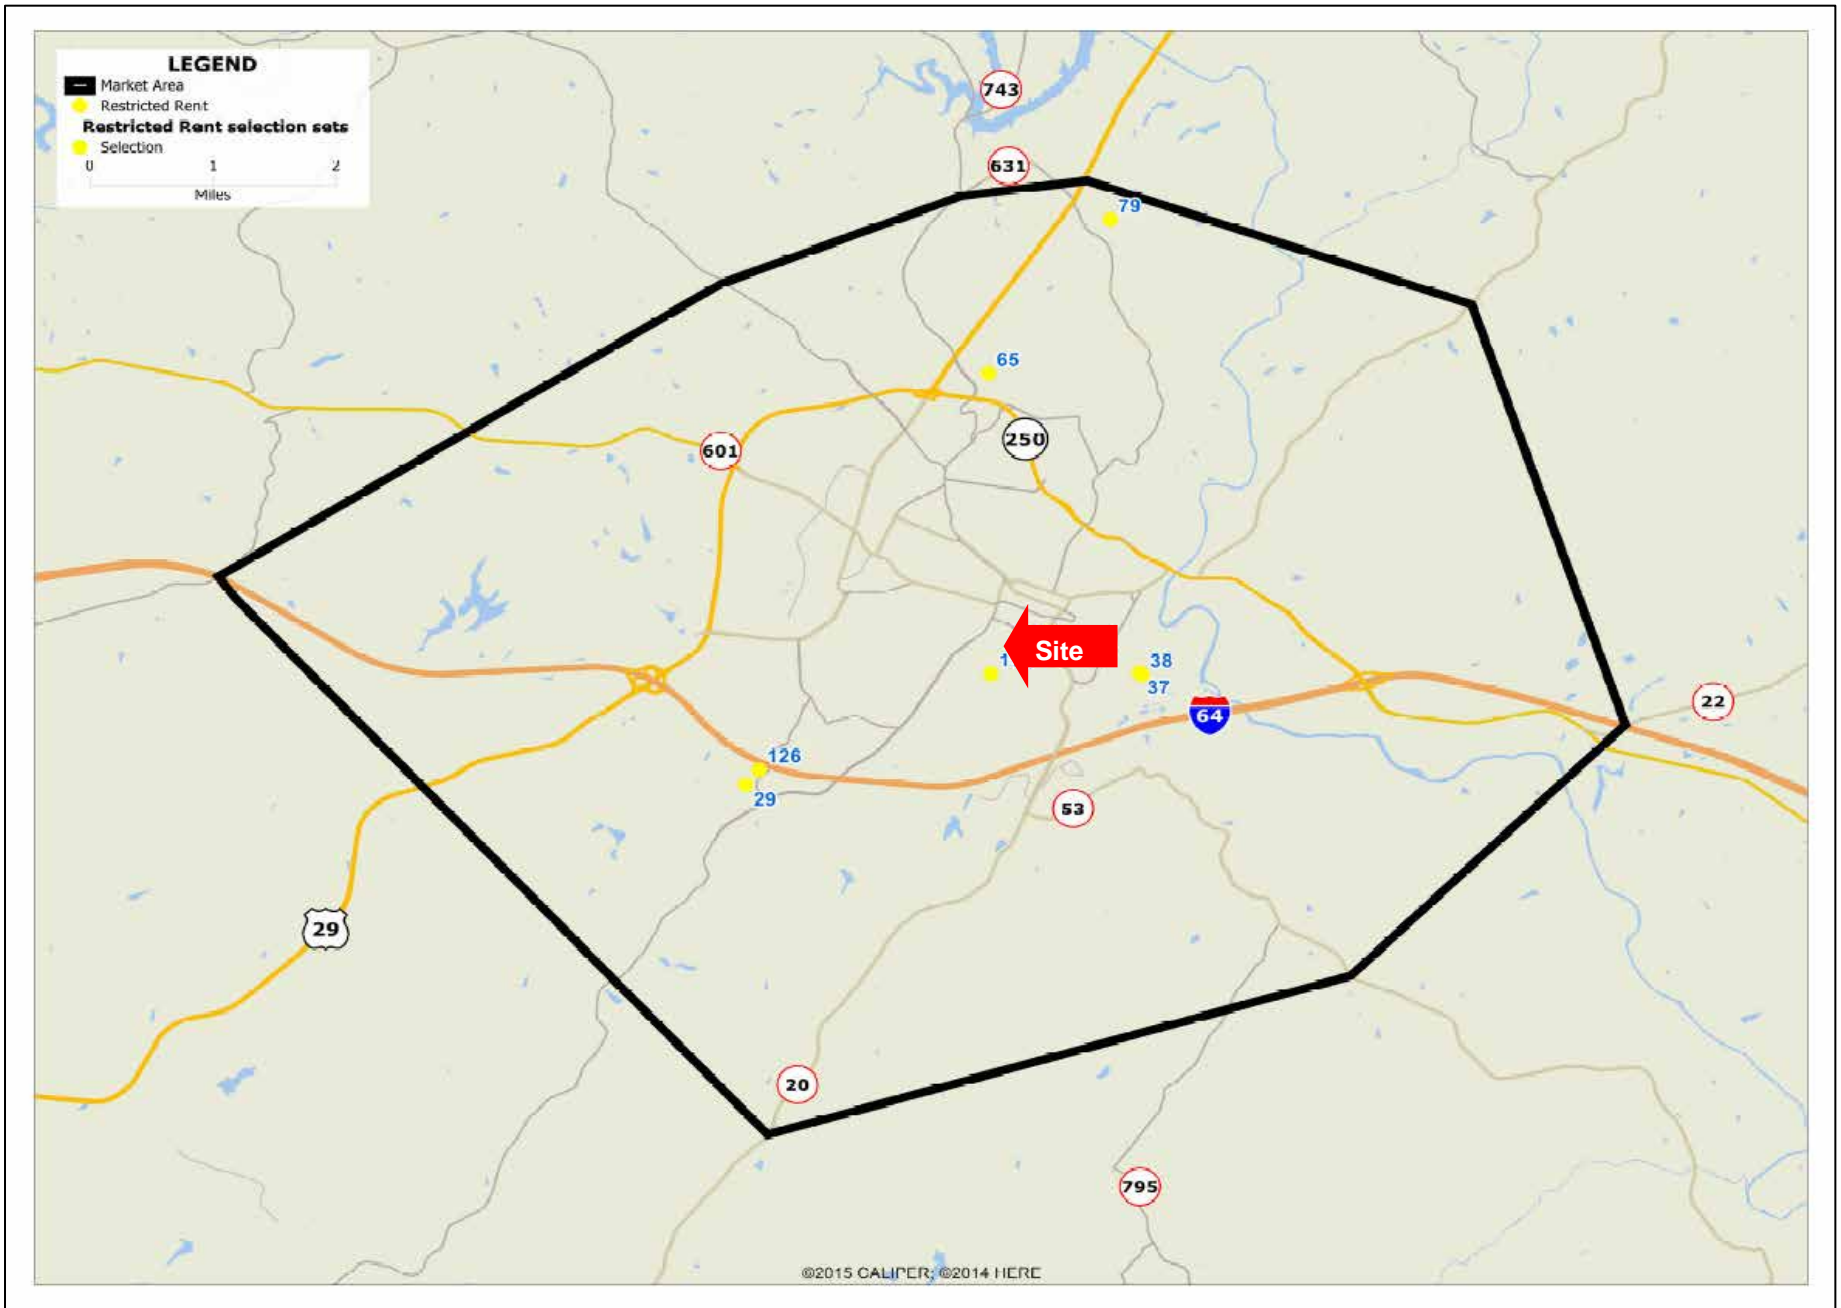 LEGEND
Market Area
Restricted Rent
Restricted Rent selection sets
Selection
0 1 2
Miles
743
631
79
65
250
601
Site
38
37
64
22
126
29
53
29
20
795
©2015 CALIPER; ©2014 HERE